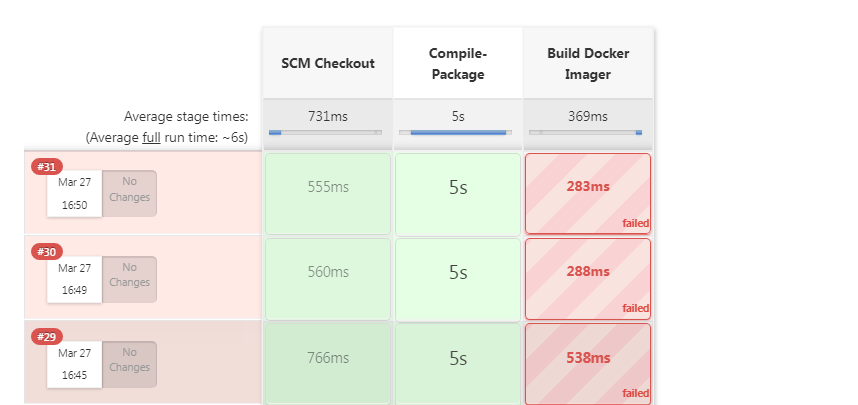 SCM Checkout
Compile-
Package
Build Docker
Imager
Average stage times:
(Average full run time: ~6s)
731ms
5s
369ms
#31
Mar 27
16:50
No
Changes
555ms
5s
283ms
failed
#30
Mar 27
16:49
No
Changes
560ms
5s
288ms
failed
#29
Mar 27
16:45
No
Changes
766ms
5s
538ms
failed